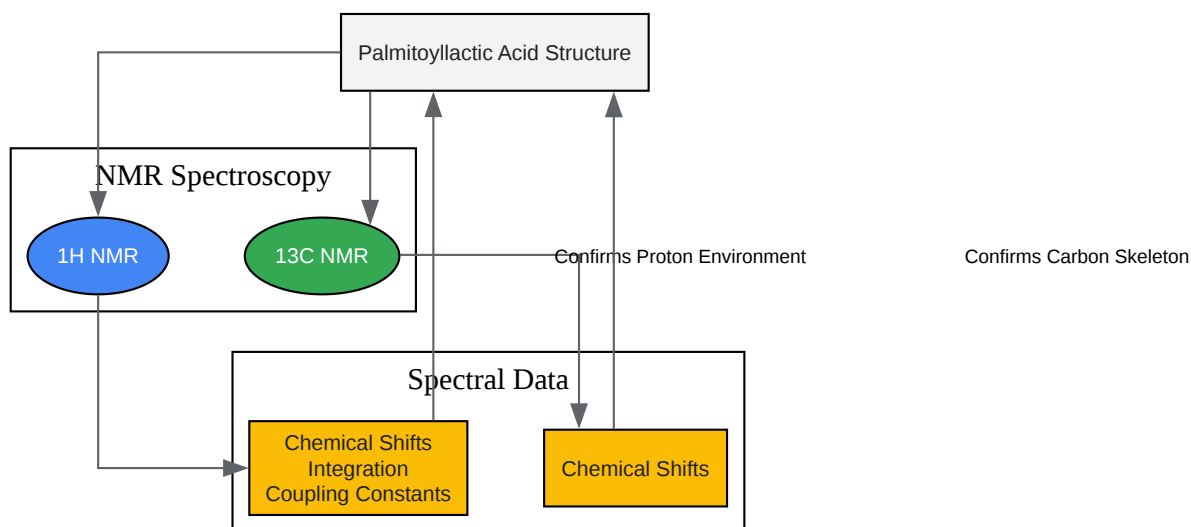 Palmitoyllactic Acid Structure
NMR Spectroscopy
1H NMR
13C NMR
Confirms Proton Environment
Confirms Carbon Skeleton
Spectral Data
Chemical Shifts
Integration
Coupling Constants
Chemical Shifts